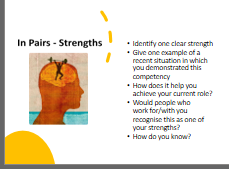 In Pairs - Strengths
• Identify one clear strength
• Give one example of a
recent situation in which
you demonstrated this
competency
• How does it help you
achieve your current role?
• Would people who
work for/with you
recognise this as one of
your strengths?
• How do you know?